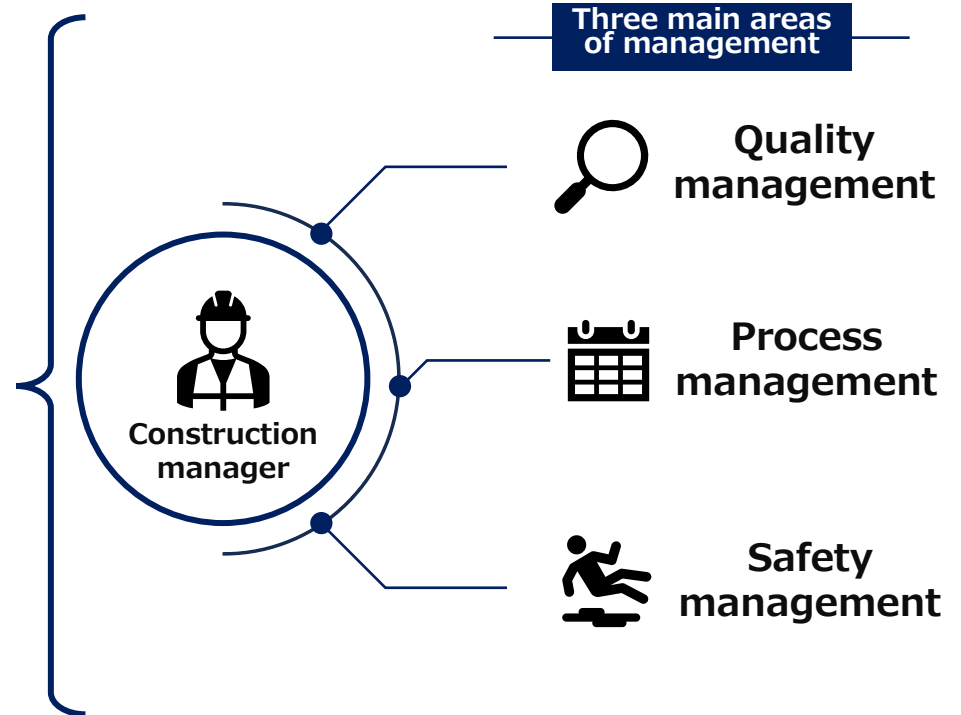 Three main areas
of management
Quality
management
Process
management
Construction
manager
Safety
management